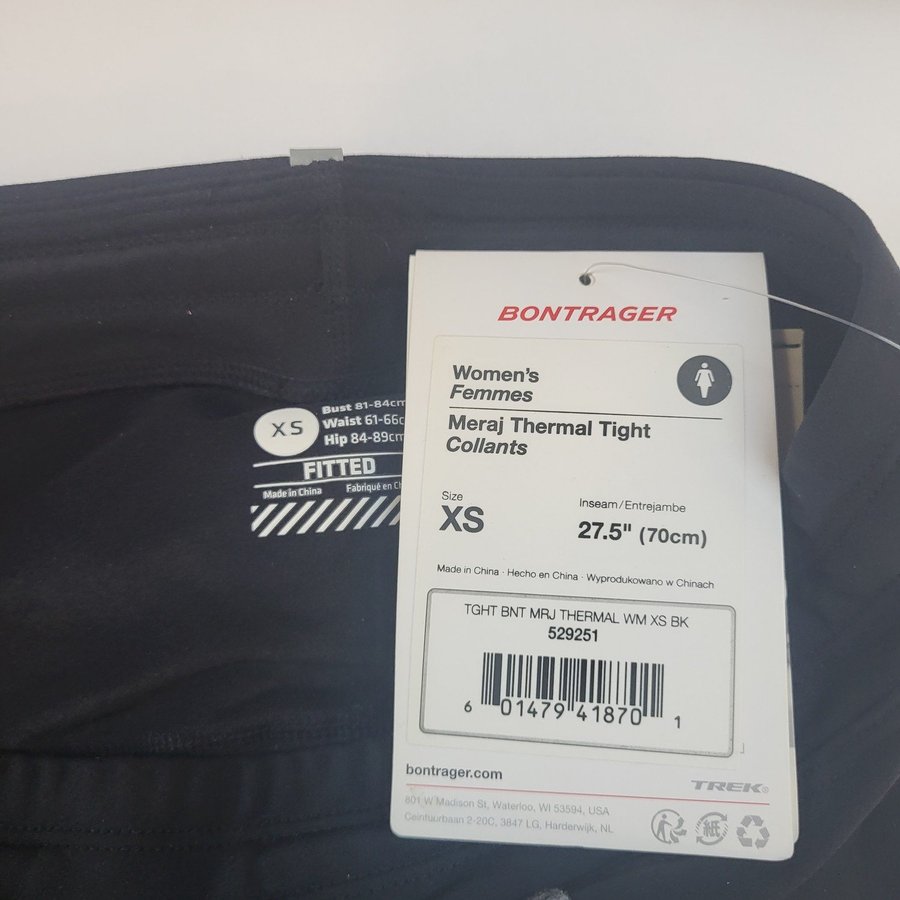 XS
Bust 81-84cm
Waist 61-66c
Hip 84-89cm
FITTED
Made in China Fabriqué en Ch
BONTRAGER
Women's
Femmes
Meraj Thermal Tight
Collants
Size
XS
Inseam/Entrejambe
27.5" (70cm)
Made in China · Hecho en China · Wyprodukowano w Chinach
TGHT BNT MRJ THERMAL WM XS BK
529251
6 01479 41870 1
bontrager.com
TREK®
801 W Madison St, Waterloo, WI 53594, USA
Ceintuurbaan 2-20C, 3847 LG, Harderwijk, NL
紙